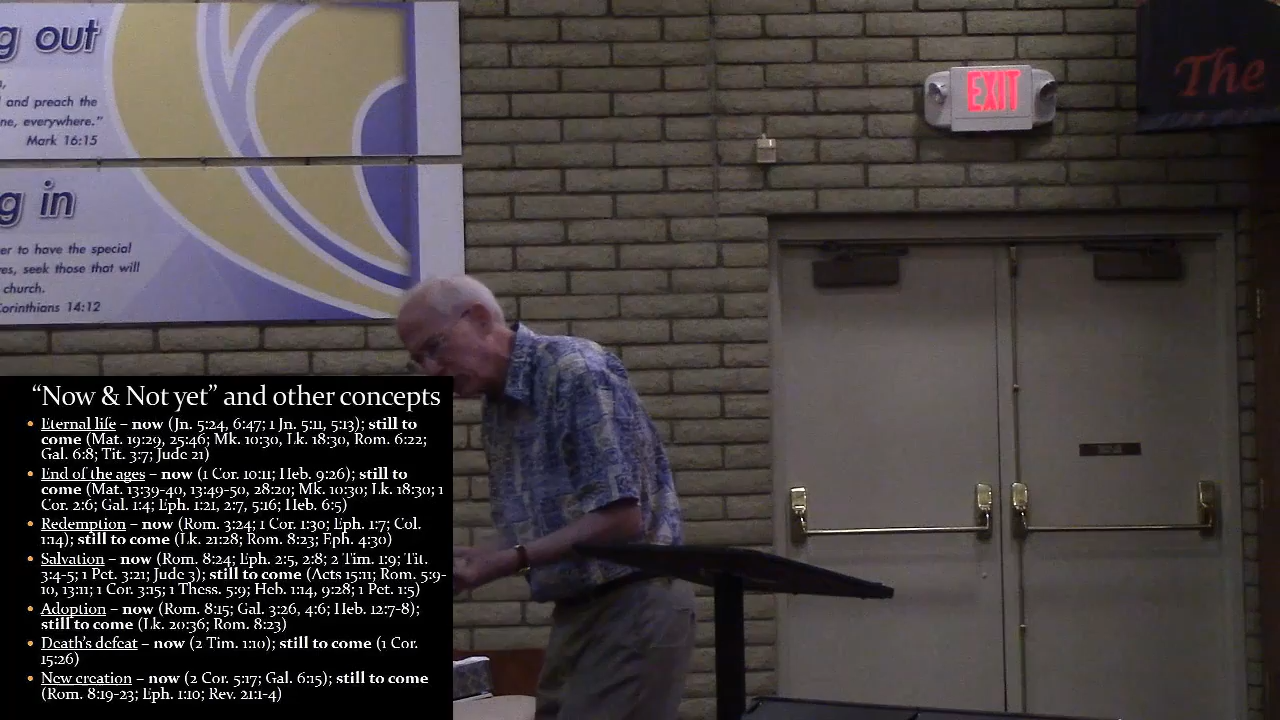 g out
and preach the
ne, everywhere."
Mark 16:15
g in
er to have the special
es, seek those that will
church.
Corinthians 14:12
EXIT
The
"Now & Not yet" and other concepts
• Eternal life – now (Jn. 5:24, 6:47; 1 Jn. 5:11, 5:13); still to
come (Mat. 19:29, 25:46; Mk. 10:30, Lk. 18:30, Rom. 6:22;
Gal. 6:8; Tit. 3:7; Jude 21)
• End of the ages – now (1 Cor. 10:11; Heb. 9:26); still to
come (Mat. 13:39-40, 13:49-50, 28:20; Mk. 10:30; Lk. 18:30; 1
Cor. 2:6; Gal. 1:4; Eph. 1:21, 2:7, 5:16; Heb. 6:5)
• Redemption – now (Rom. 3:24; 1 Cor. 1:30; Eph. 1:7; Col.
1:14); still to come (Lk. 21:28; Rom. 8:23; Eph. 4:30)
• Salvation – now (Rom. 8:24; Eph. 2:5, 2:8; 2 Tim. 1:9; Tit.
3:4-5; 1 Pet. 3:21; Jude 3); still to come (Acts 15:11; Rom. 5:9-
10, 13:11; 1 Cor. 3:15; 1 Thess. 5:9; Heb. 1:14, 9:28; 1 Pet. 1:5)
• Adoption – now (Rom. 8:15; Gal. 3:26, 4:6; Heb. 12:7-8);
still to come (Lk. 20:36; Rom. 8:23)
• Death's defeat – now (2 Tim. 1:10); still to come (1 Cor.
15:26)
• New creation – now (2 Cor. 5:17; Gal. 6:15); still to come
(Rom. 8:19-23; Eph. 1:10; Rev. 21:1-4)